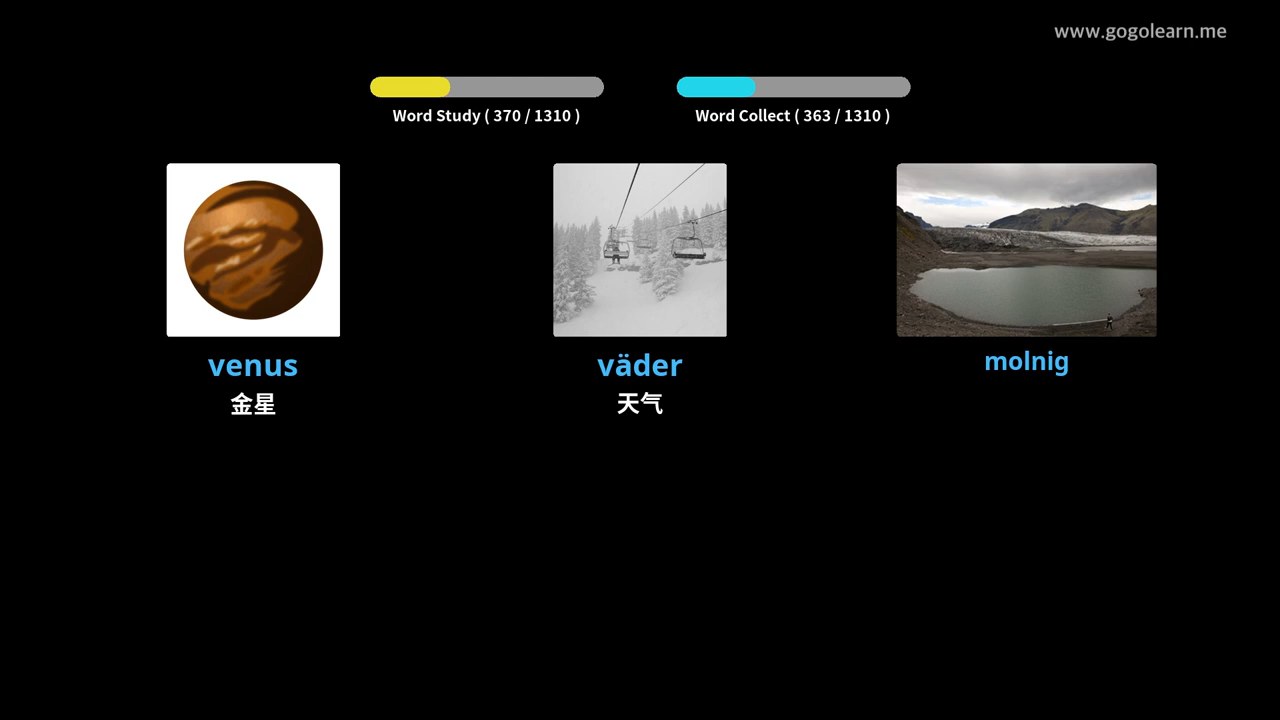 www.gogolearn.me
Word Study ( 370 / 1310 )
Word Collect ( 363 / 1310 )
venus
金星
väder
天气
molnig